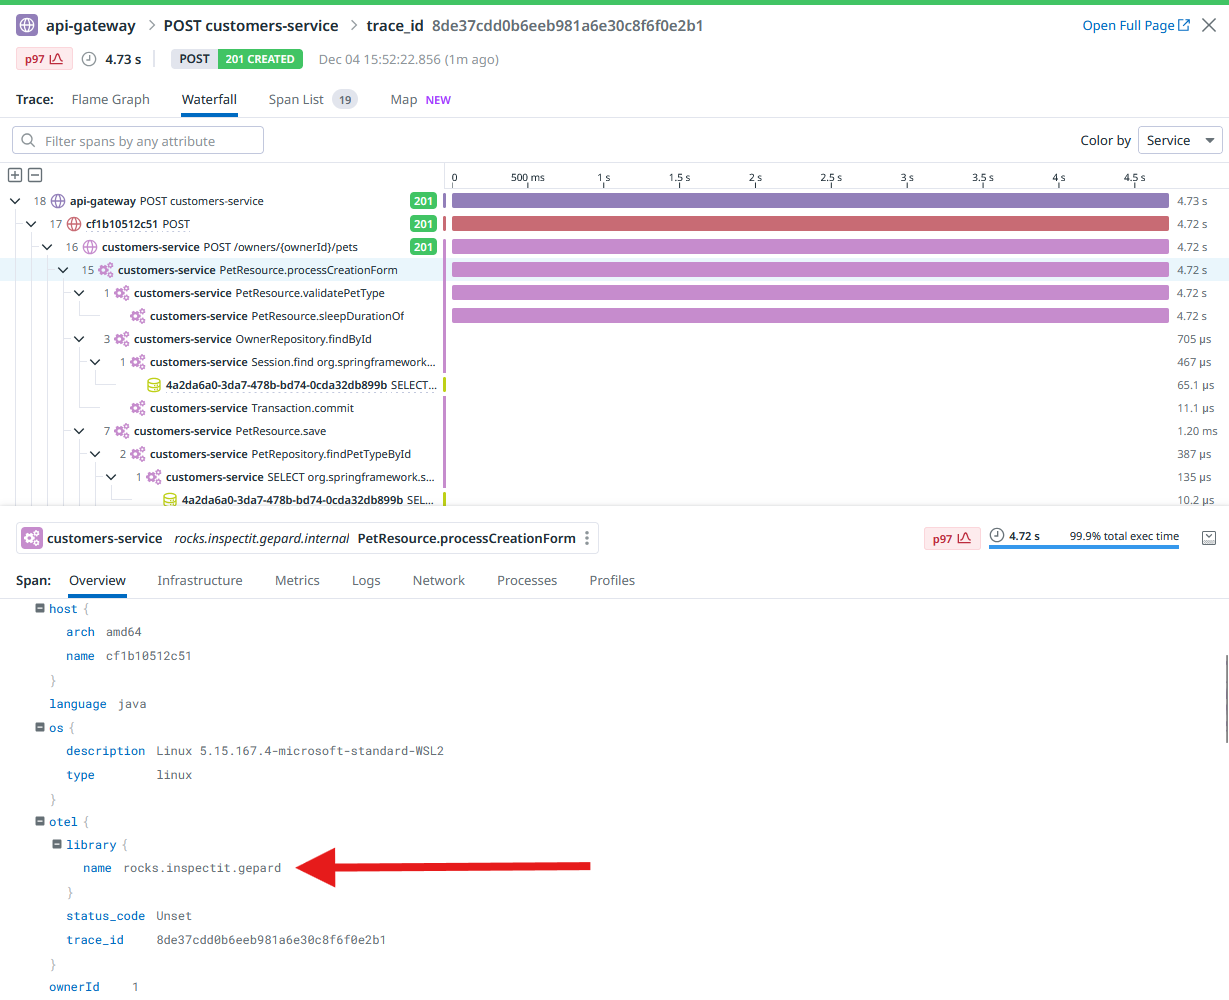 api-gateway > POST customers-service > trace_id 8de37cdd0b6eeb981a6e30c8f6f0e2b1 Open Full Page
p97 4.73 s POST 201 CREATED Dec 04 15:52:22.856 (1m ago)
Trace: Flame Graph Waterfall Span List 19 Map NEW
Filter spans by any attribute Color by Service
0 500 ms 1 s 1.5 s 2 s 2.5 s 3 s 3.5 s 4 s 4.5 s
18 api-gateway POST customers-service 201 4.73 s
17 cf1b10512c51 POST 201 4.72 s
16 customers-service POST /owners/{ownerId}/pets 201 4.72 s
15 customers-service PetResource.processCreationForm 4.72 s
1 customers-service PetResource.validatePetType 4.72 s
customers-service PetResource.sleepDurationOf 4.72 s
3 customers-service OwnerRepository.findById 705 µs
1 customers-service Session.find org.springframework... 467 µs
4a2da6a0-3da7-478b-bd74-0cda32db899b SELECT... 65.1 µs
customers-service Transaction.commit 11.1 µs
7 customers-service PetResource.save 1.20 ms
2 customers-service PetRepository.findPetTypeById 387 µs
1 customers-service SELECT org.springframework.s... 135 µs
4a2da6a0-3da7-478b-bd74-0cda32db899b SEL... 10.2 µs
customers-service rocks.inspectit.gepard.internal PetResource.processCreationForm p97 4.72 s 99.9% total exec time
Span: Overview Infrastructure Metrics Logs Network Processes Profiles
host {
arch amd64
name cf1b10512c51
}
language java
os {
description Linux 5.15.167.4-microsoft-standard-WSL2
type linux
}
otel {
library {
name rocks.inspectit.gepard
}
status_code Unset
trace_id 8de37cdd0b6eeb981a6e30c8f6f0e2b1
}
ownerId 1